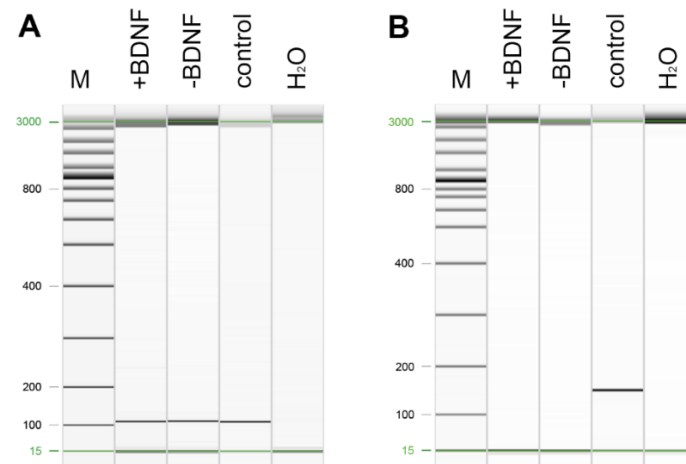 A
M
+BDNF
-BDNF
control
H₂O
3000
800
400
200
100
15
B
M
+BDNF
-BDNF
control
H₂O
3000
800
400
200
100
15